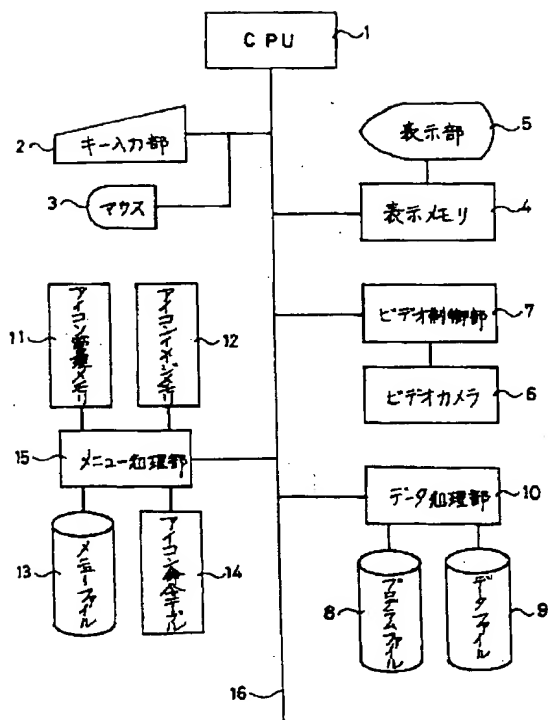 CPU
1
2
キー入力部
3
マウス
表示部
5
表示メモリ
4
ビデオ制御部
7
ビデオカメラ
6
11
アイコン管理メモリ
アイコンイメージメモリ
12
15
メニュー処理部
13
メニューファイル
アイコン命令テーブル
14
データ処理部
10
8
プログラムファイル
データファイル
9
16